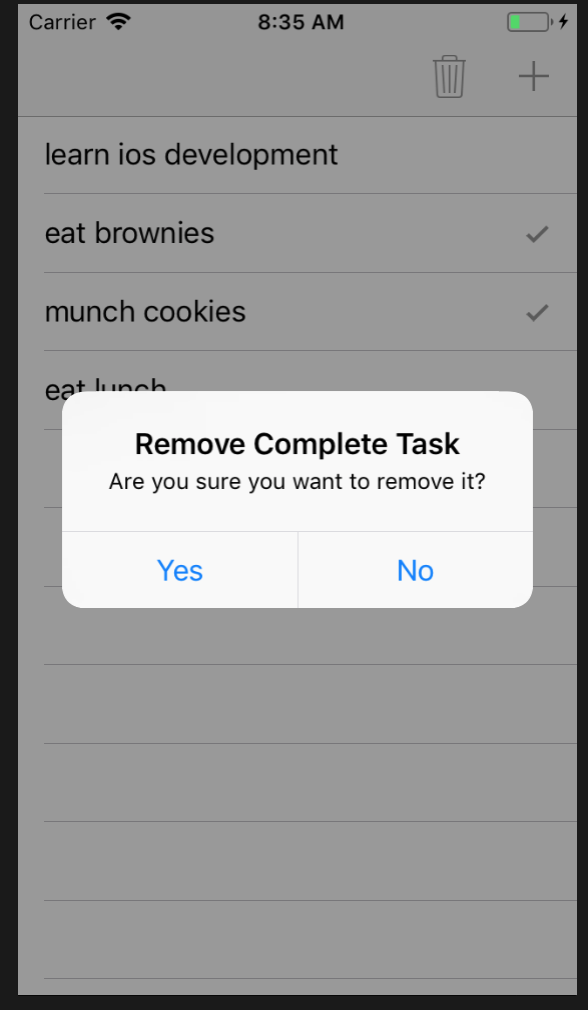 Carrier 8:35 AM
learn ios development
eat brownies
munch cookies
eat lunch
Remove Complete Task
Are you sure you want to remove it?
Yes No